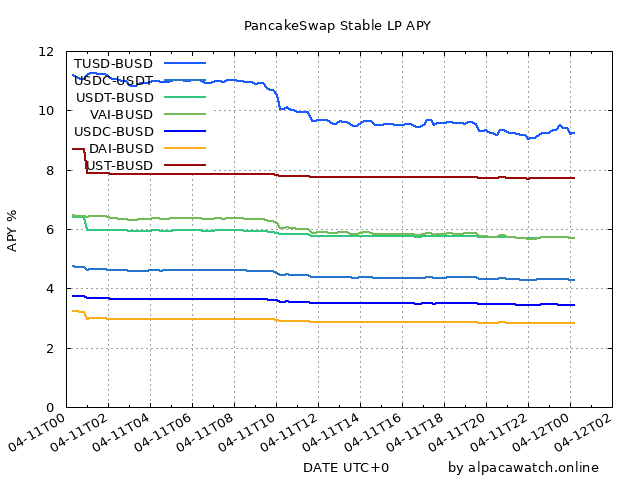 PancakeSwap Stable LP APY
12
10
8
6
4
2
0
APY %
TUSD-BUSD
USDC-USDT
USDT-BUSD
VAI-BUSD
USDC-BUSD
DAI-BUSD
UST-BUSD
04-11T00
04-11T02
04-11T04
04-11T06
04-11T08
04-11T10
04-11T12
04-11T14
04-11T16
04-11T18
04-11T20
04-11T22
04-12T00
04-12T02
DATE UTC+0
by alpacawatch.online